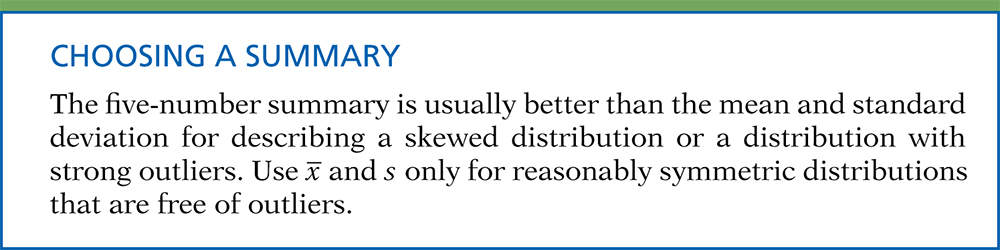 CHOOSING A SUMMARY
The five-number summary is usually better than the mean and standard
deviation for describing a skewed distribution or a distribution with
strong outliers. Use x̅ and s only for reasonably symmetric distributions
that are free of outliers.